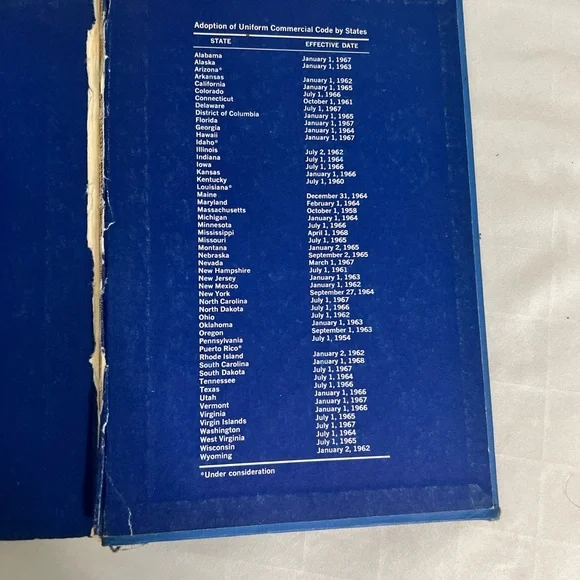 Adoption of Uniform Commercial Code by States
STATE EFFECTIVE DATE
Alabama January 1, 1967
Alaska January 1, 1963
Arizona*
Arkansas January 1, 1962
California January 1, 1965
Colorado July 1, 1966
Connecticut October 1, 1961
Delaware July 1, 1967
District of Columbia January 1, 1965
Florida January 1, 1967
Georgia January 1, 1964
Hawaii January 1, 1967
Idaho*
Illinois July 2, 1962
Indiana July 1, 1964
Iowa July 1, 1966
Kansas January 1, 1966
Kentucky July 1, 1960
Louisiana*
Maine December 31, 1964
Maryland February 1, 1964
Massachusetts October 1, 1958
Michigan January 1, 1964
Minnesota July 1, 1966
Mississippi April 1, 1968
Missouri July 1, 1965
Montana January 2, 1965
Nebraska September 2, 1965
Nevada March 1, 1967
New Hampshire July 1, 1961
New Jersey January 1, 1963
New Mexico January 1, 1962
New York September 27, 1964
North Carolina July 1, 1967
North Dakota July 1, 1966
Ohio July 1, 1962
Oklahoma January 1, 1963
Oregon September 1, 1963
Pennsylvania July 1, 1954
Puerto Rico*
Rhode Island January 2, 1962
South Carolina January 1, 1968
South Dakota July 1, 1967
Tennessee July 1, 1964
Texas July 1, 1966
Utah January 1, 1966
Vermont January 1, 1967
Virginia January 1, 1966
Virgin Islands July 1, 1965
Washington July 1, 1967
West Virginia July 1, 1964
Wisconsin July 1, 1965
Wyoming January 2, 1962
*Under consideration